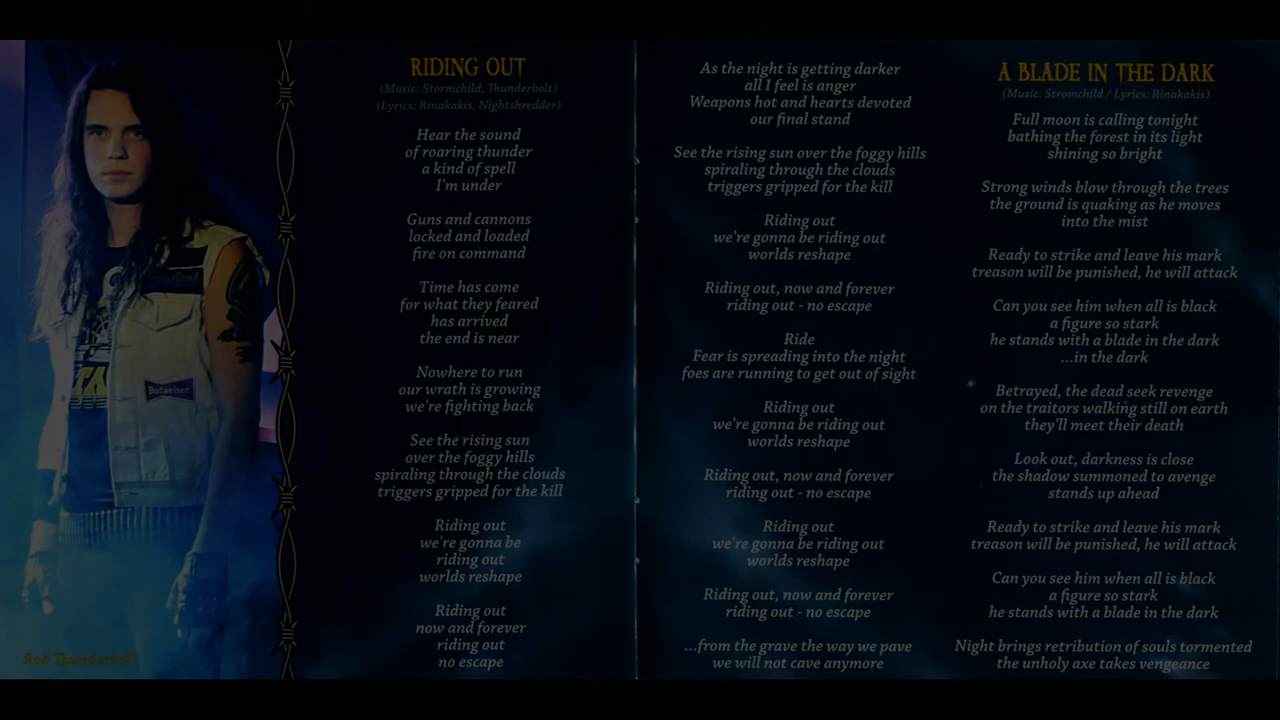 RIDING OUT
(Music: Stormchild, Thunderbolt)
(Lyrics: Rinakakis, Nightshredder)
Hear the sound
of roaring thunder
a kind of spell
I'm under
Guns and cannons
locked and loaded
fire on command
Time has come
for what they feared
has arrived
the end is near
Nowhere to run
our wrath is growing
we're fighting back
See the rising sun
over the foggy hills
spiraling through the clouds
triggers gripped for the kill
Riding out
we're gonna be
riding out
worlds reshape
Riding out
now and forever
riding out
no escape
As the night is getting darker
all I feel is anger
Weapons hot and hearts devoted
our final stand
See the rising sun over the foggy hills
spiraling through the clouds
triggers gripped for the kill
Riding out
we're gonna be riding out
worlds reshape
Riding out, now and forever
riding out - no escape
Ride
Fear is spreading into the night
foes are running to get out of sight
Riding out
we're gonna be riding out
worlds reshape
Riding out, now and forever
riding out - no escape
Riding out
we're gonna be riding out
worlds reshape
Riding out, now and forever
riding out - no escape
...from the grave the way we pave
we will not cave anymore
A BLADE IN THE DARK
(Music: Stromchild / Lyrics: Rinakakis)
Full moon is calling tonight
bathing the forest in its light
shining so bright
Strong winds blow through the trees
the ground is quaking as he moves
into the mist
Ready to strike and leave his mark
treason will be punished, he will attack
Can you see him when all is black
a figure so stark
he stands with a blade in the dark
...in the dark
Betrayed, the dead seek revenge
on the traitors walking still on earth
they'll meet their death
Look out, darkness is close
the shadow summoned to avenge
stands up ahead
Ready to strike and leave his mark
treason will be punished, he will attack
Can you see him when all is black
a figure so stark
he stands with a blade in the dark
Night brings retribution of souls tormented
the unholy axe takes vengeance
Budweiser
Rob Thunderbolt